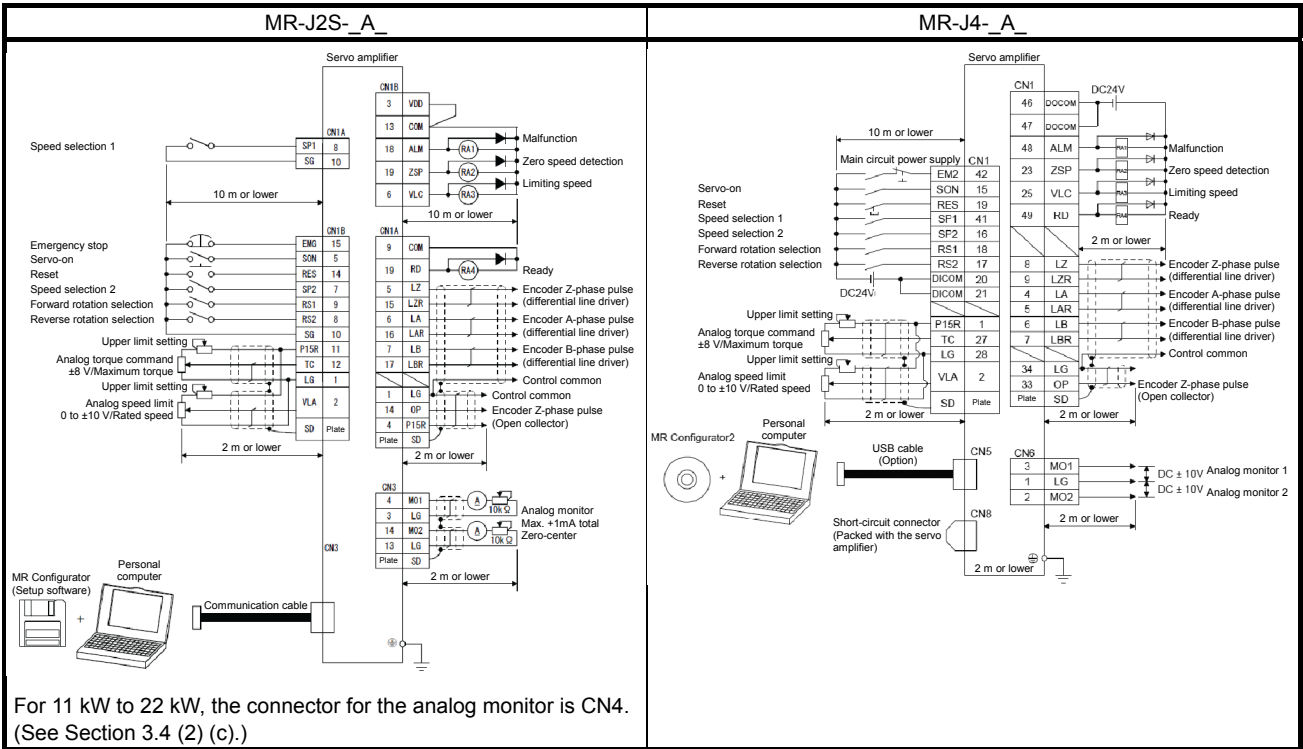 MR-J2S-_A_
MR-J4-_A_
Servo amplifier
CN1B
3 VDD
13 COM
18 ALM RA1 Malfunction
19 ZSP RA2 Zero speed detection
6 VLC RA3 Limiting speed
10 m or lower
CN1A
Speed selection 1 SP1 8
SG 10
10 m or lower
CN1B
Emergency stop EMG 15
Servo-on SON 5
Reset RES 14
Speed selection 2 SP2 7
Forward rotation selection RS1 9
Reverse rotation selection RS2 8
SG 10
Upper limit setting P15R 11
Analog torque command
±8 V/Maximum torque TC 12
Upper limit setting LG 1
Analog speed limit
0 to ±10 V/Rated speed VLA 2
SD Plate
2 m or lower
CN1A
9 COM
19 RD RA4 Ready
5 LZ Encoder Z-phase pulse
15 LZR (differential line driver)
6 LA Encoder A-phase pulse
16 LAR (differential line driver)
7 LB Encoder B-phase pulse
17 LBR (differential line driver)
Control common
1 LG Control common
14 OP Encoder Z-phase pulse
4 P15R (Open collector)
Plate SD
2 m or lower
CN3
4 MO1 A 10k Ω
3 LG Analog monitor
14 MO2 A 10k Ω Max. +1mA total
13 LG Zero-center
Plate SD
2 m or lower
CN3
MR Configurator
(Setup software)
+
Personal
computer
Communication cable
For 11 kW to 22 kW, the connector for the analog monitor is CN4.
(See Section 3.4 (2) (c).)
Servo amplifier
CN1
DC24V
46 DOCOM
47 DOCOM
48 ALM RA1 Malfunction
23 ZSP RA2 Zero speed detection
25 VLC RA3 Limiting speed
49 RD RA4 Ready
2 m or lower
10 m or lower
Main circuit power supply CN1
EM2 42
Servo-on SON 15
Reset RES 19
Speed selection 1 SP1 41
Speed selection 2 SP2 16
Forward rotation selection RS1 18
Reverse rotation selection RS2 17
DICOM 20
DC24V DICOM 21
Upper limit setting P15R 1
Analog torque command
±8 V/Maximum torque TC 27
Upper limit setting LG 28
Analog speed limit
0 to ±10 V/Rated speed VLA 2
SD Plate
2 m or lower
8 LZ Encoder Z-phase pulse
9 LZR (differential line driver)
4 LA Encoder A-phase pulse
5 LAR (differential line driver)
6 LB Encoder B-phase pulse
7 LBR (differential line driver)
Control common
34 LG
33 OP Encoder Z-phase pulse
Plate SD (Open collector)
2 m or lower
MR Configurator2
+
Personal
computer
USB cable
(Option)
CN5
CN6
3 MO1 DC ± 10V Analog monitor 1
1 LG
2 MO2 DC ± 10V Analog monitor 2
2 m or lower
CN8
Short-circuit connector
(Packed with the servo
amplifier)
2 m or lower